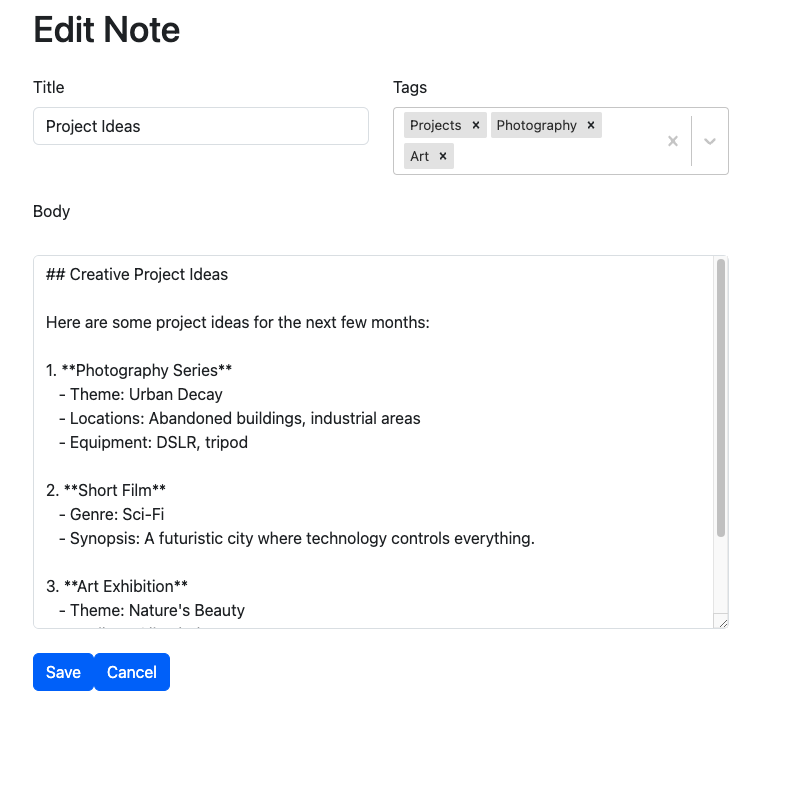 Edit Note
Title
Tags
Project Ideas
Projects ×
Photography ×
Art ×
Body
## Creative Project Ideas
Here are some project ideas for the next few months:
1. **Photography Series**
- Theme: Urban Decay
- Locations: Abandoned buildings, industrial areas
- Equipment: DSLR, tripod
2. **Short Film**
- Genre: Sci-Fi
- Synopsis: A futuristic city where technology controls everything.
3. **Art Exhibition**
- Theme: Nature's Beauty
Save
Cancel